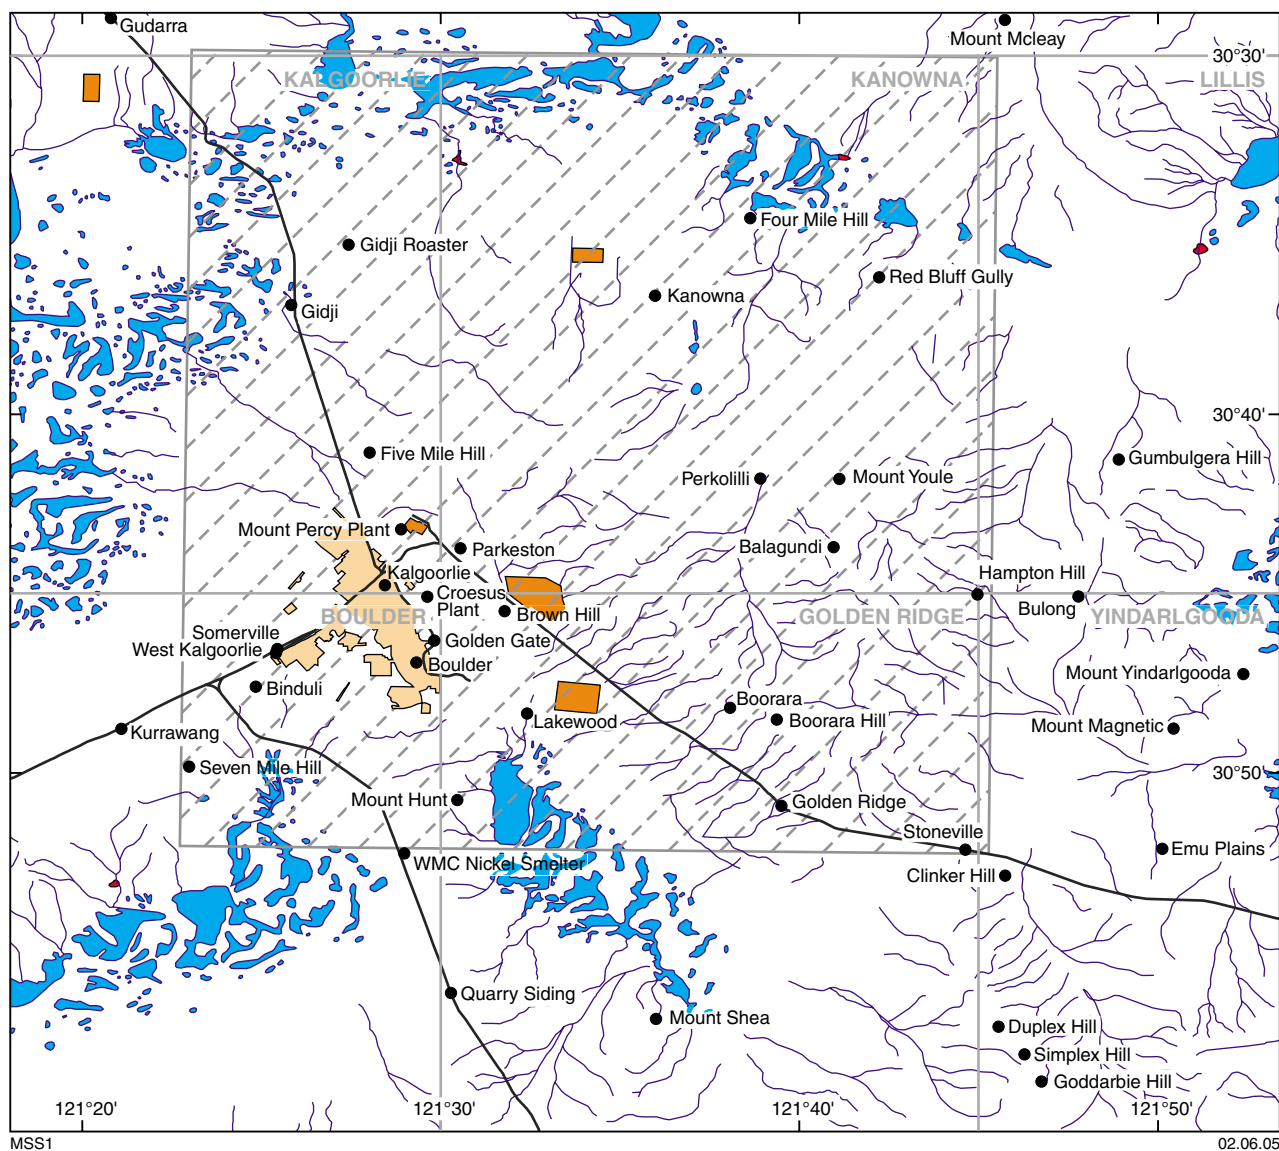 Gudarra
Mount Mcleay
30°30'
KALGOORLIE
KANOWNA
LILLIS
Four Mile Hill
Gidji Roaster
Red Bluff Gully
Kanowna
Gidji
30°40'
Five Mile Hill
Gumbulgera Hill
Perkolilli
Mount Youle
Mount Percy Plant
Parkeston
Balagundi
Kalgoorlie
Hampton Hill
Croesus
Plant
Bulong
Brown Hill
BOULDER
GOLDEN RIDGE
YINDARLGOODA
Somerville
West Kalgoorlie
Golden Gate
Boulder
Mount Yindarlgooda
Binduli
Boorara
Boorara Hill
Lakewood
Mount Magnetic
Kurrawang
Seven Mile Hill
30°50'
Mount Hunt
Golden Ridge
Stoneville
Emu Plains
WMC Nickel Smelter
Clinker Hill
Quarry Siding
Mount Shea
Duplex Hill
Simplex Hill
Goddarbie Hill
121°20'
121°30'
121°40'
121°50'
MSS1
02.06.05